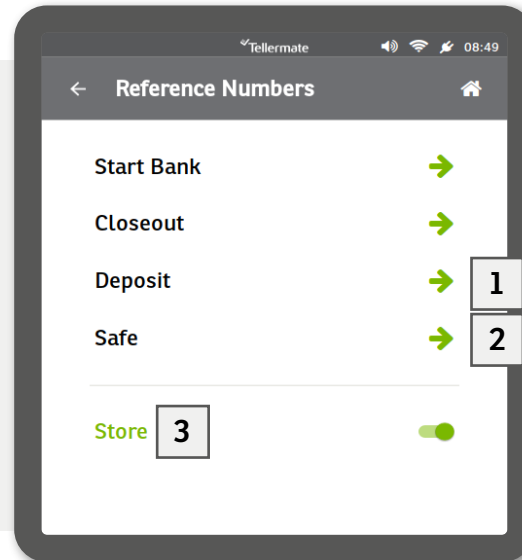 Tellermate 08:49
Reference Numbers
Start Bank
Closeout
Deposit 1
Safe 2
Store 3